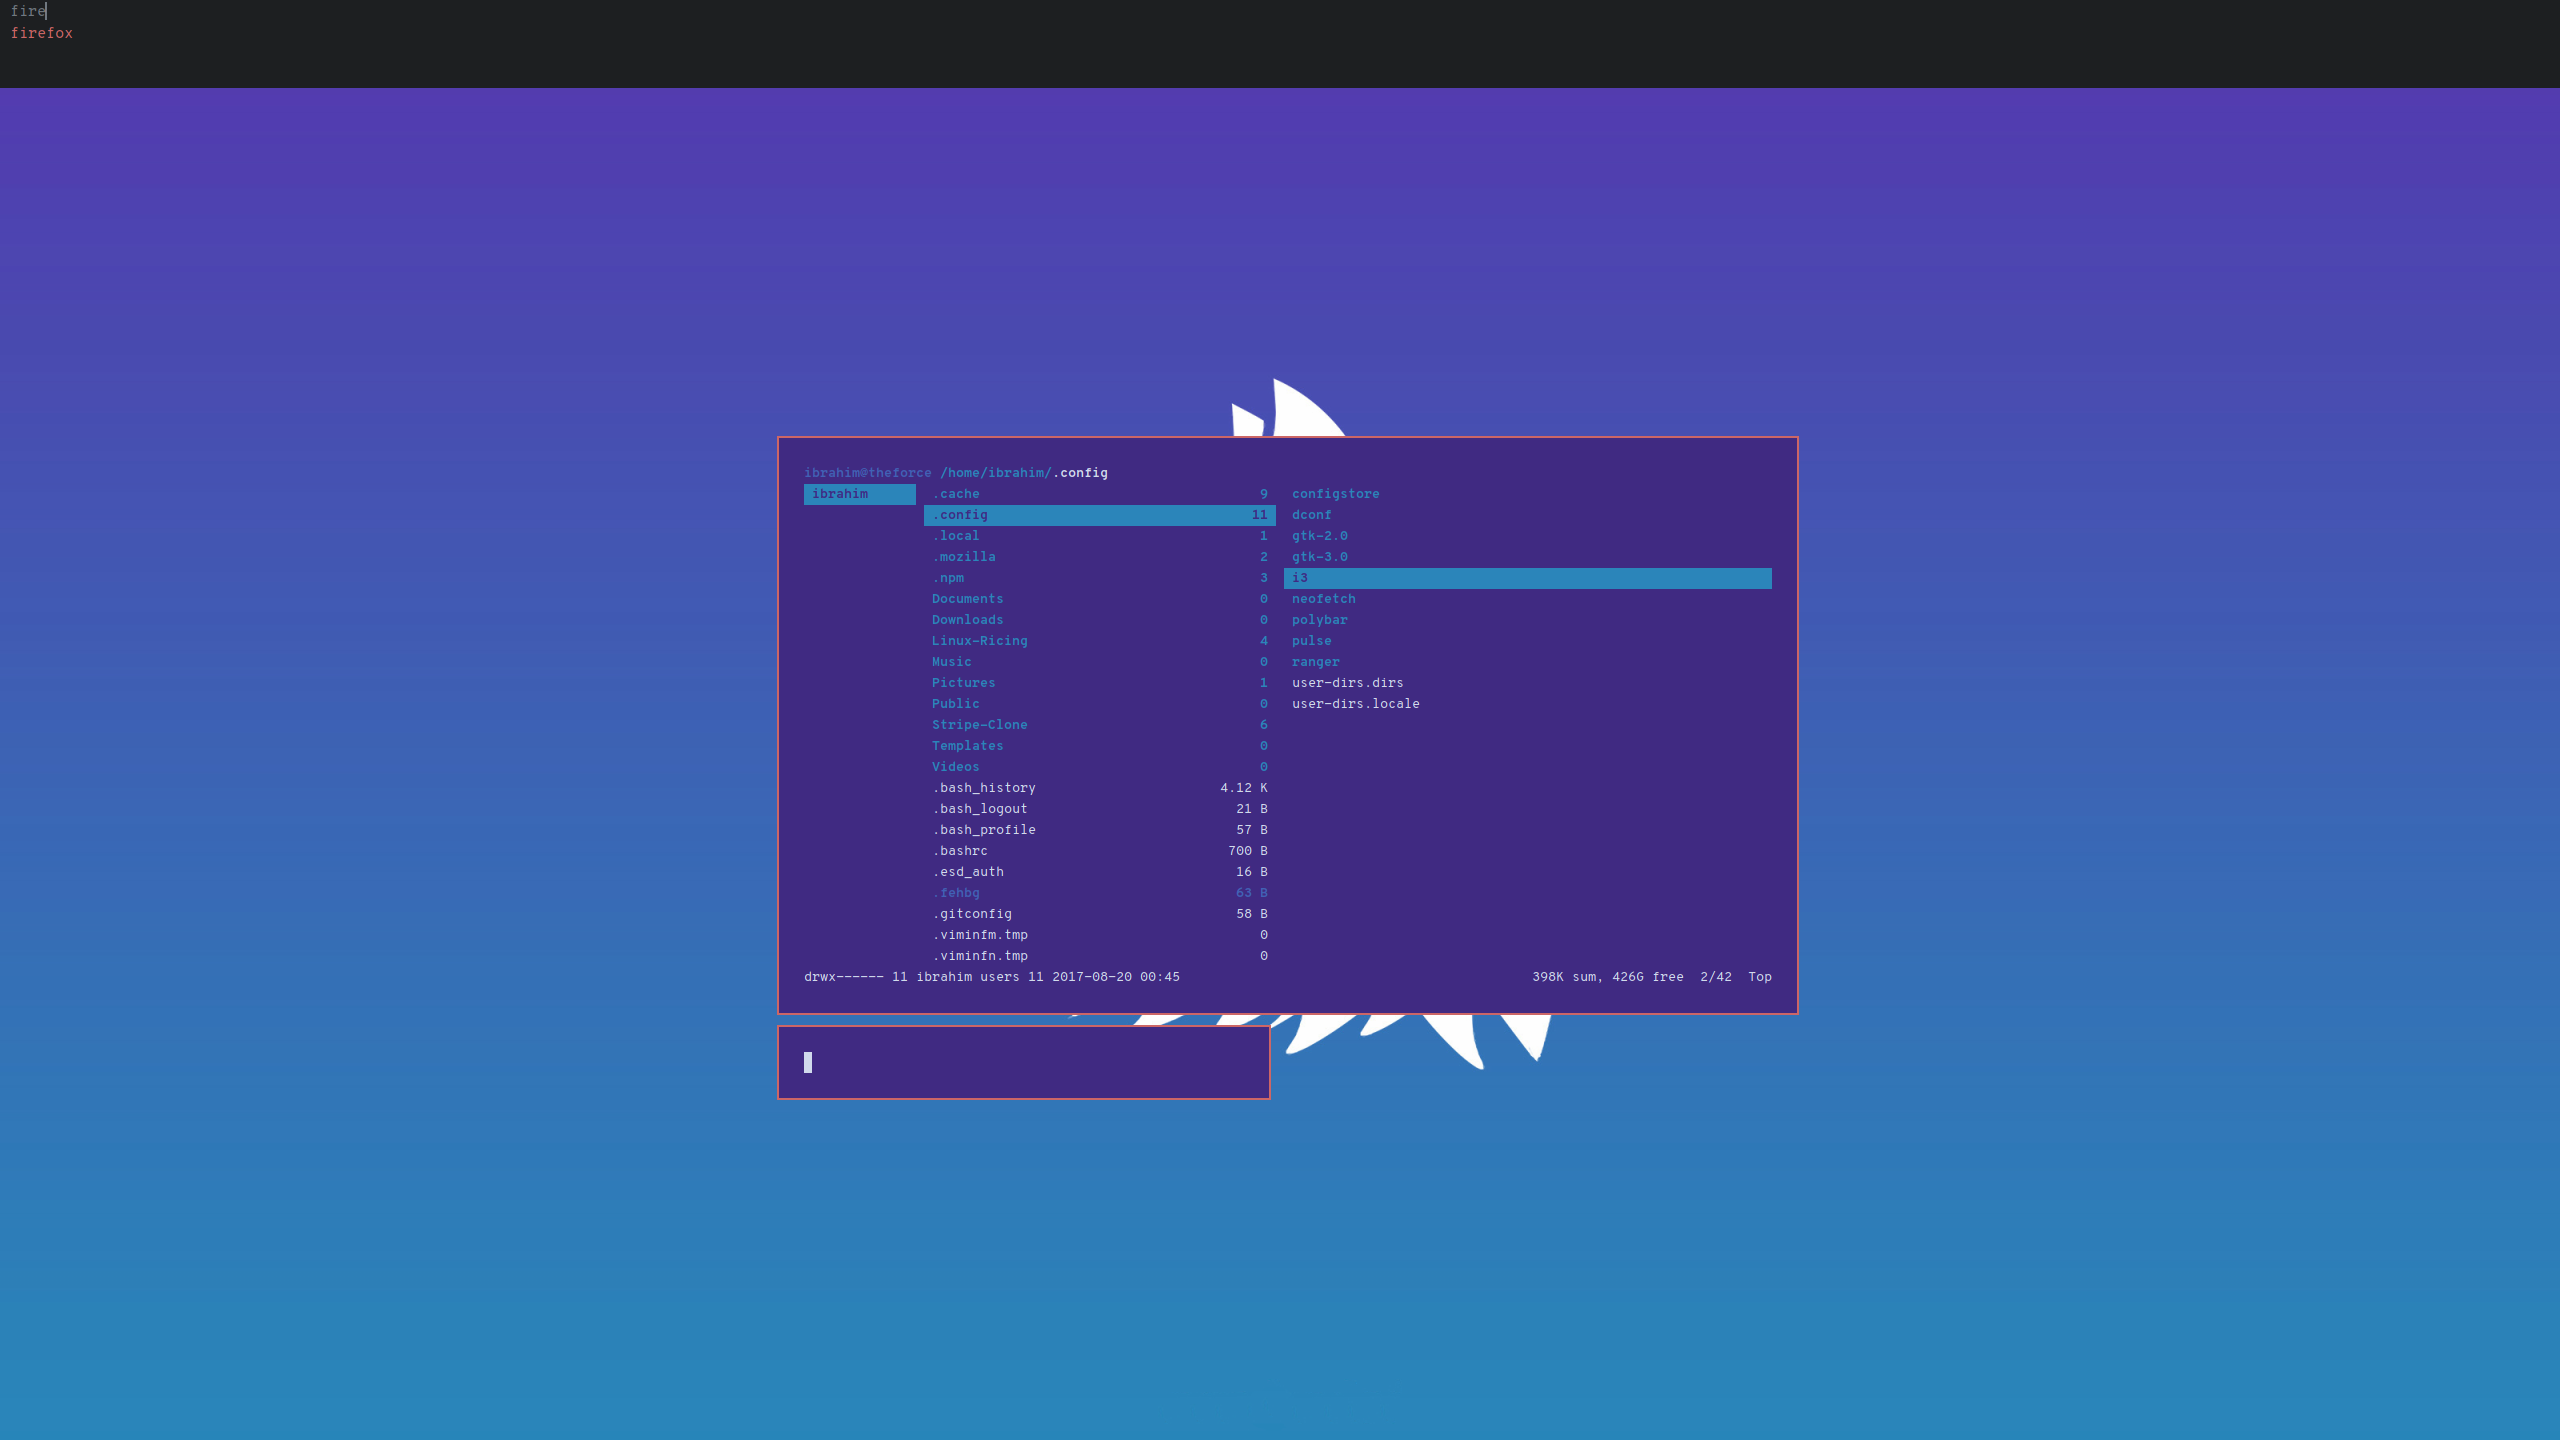 fire
firefox
ibrahim@theforce /home/ibrahim/.config
ibrahim .cache 9 configstore
.config 11 dconf
.local 1 gtk-2.0
.mozilla 2 gtk-3.0
.npm 3 i3
Documents 0 neofetch
Downloads 0 polybar
Linux-Ricing 4 pulse
Music 0 ranger
Pictures 1 user-dirs.dirs
Public 0 user-dirs.locale
Stripe-Clone 6
Templates 0
Videos 0
.bash_history 4.12 K
.bash_logout 21 B
.bash_profile 57 B
.bashrc 700 B
.esd_auth 16 B
.fehbg 63 B
.gitconfig 58 B
.viminfm.tmp 0
.viminfn.tmp 0
drwx------ 11 ibrahim users 11 2017-08-20 00:45 398K sum, 426G free 2/42 Top